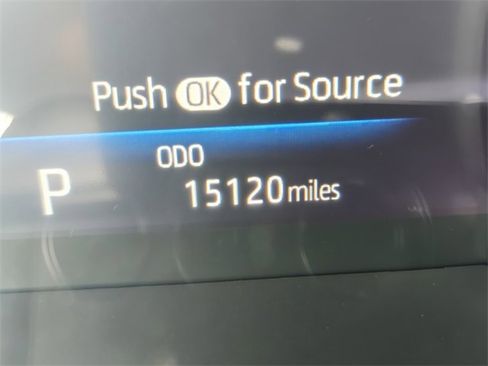 Push OK for Source
ODO
P
15120 miles